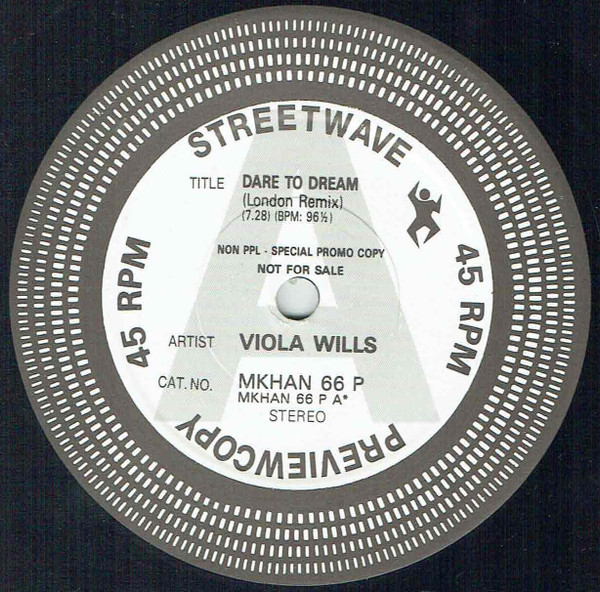 STREETWAVE
TITLE DARE TO DREAM
(London Remix)
(7.28) (BPM: 96½)
NON PPL - SPECIAL PROMO COPY
NOT FOR SALE
45 RPM
45 RPM
ARTIST VIOLA WILLS
CAT. NO. MKHAN 66 P
MKHAN 66 P A*
STEREO
PREVIEWCOPY
A